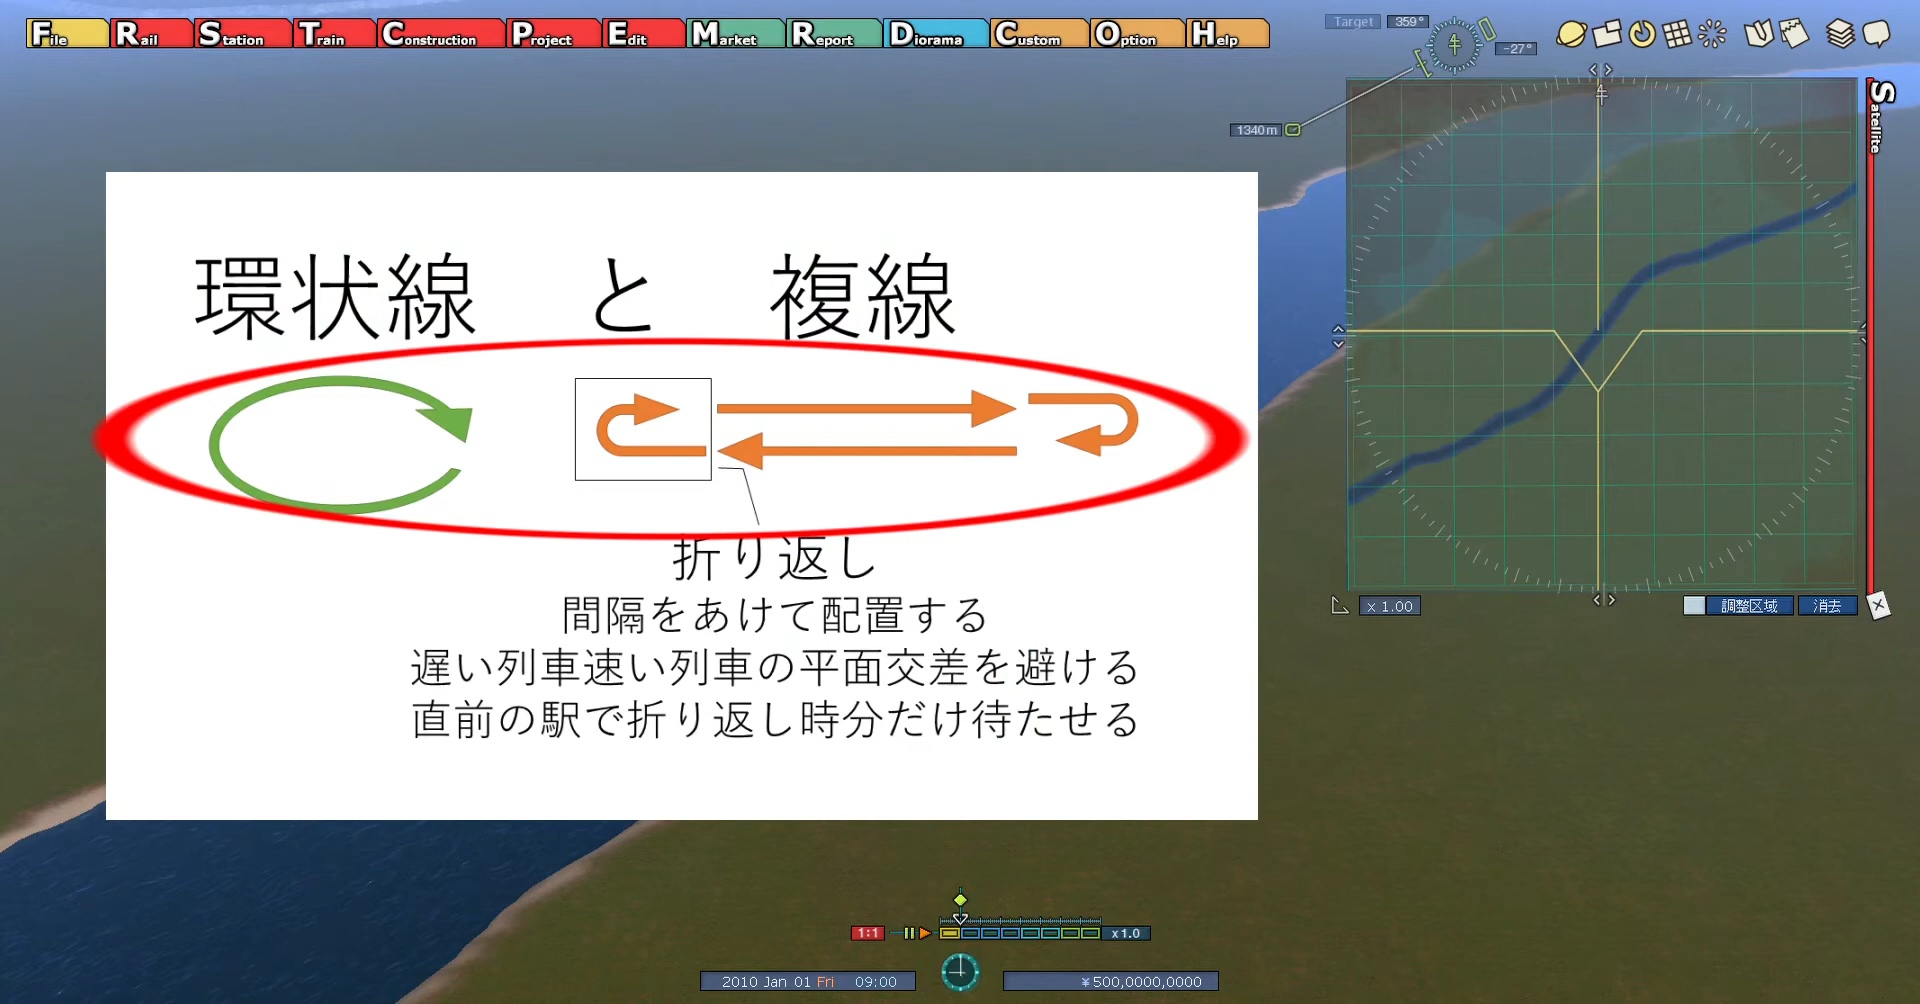 File Rail Station Train Construction Project Edit Market Report Diorama Custom Option Help
Target 359°
-27°
1340m
Satellite
環状線 と 複線
折り返し
間隔をあけて配置する
遅い列車速い列車の平面交差を避ける
直前の駅で折り返し時分だけ待たせる
x 1.00 調整区域 消去
1:1 x1.0
2010 Jan 01 Fri 09:00 ¥500,0000,0000